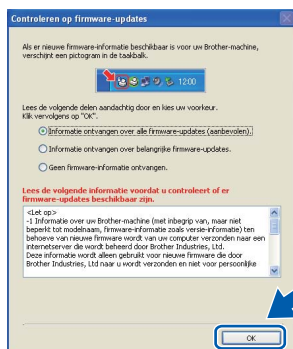 Controleren op firmware-updates
Als er nieuwe firmware-informatie beschikbaar is voor uw Brother-machine,
verschijnt een pictogram in de taakbalk.
12:00
Lees de volgende delen aandachtig door en kies uw voorkeur.
Klik vervolgens op "OK".
Informatie ontvangen over alle firmware-updates (aanbevolen).
Informatie ontvangen over belangrijke firmware-updates.
Geen firmware-informatie ontvangen.
Lees de volgende informatie voordat u controleert of er
firmware-updates beschikbaar zijn.
<Let op>
-1 Informatie over uw Brother-machine (met inbegrip van, maar niet
beperkt tot modelnaam, firmware-informatie zoals versie-informatie) ten
behoeve van nieuwe firmware wordt van uw computer verzonden naar een
internetserver die wordt beheerd door Brother Industries, Ltd.
Deze informatie wordt alleen gebruikt voor nieuwe firmware die door
Brother Industries, Ltd naar u wordt verzonden en niet voor persoonlijke
OK